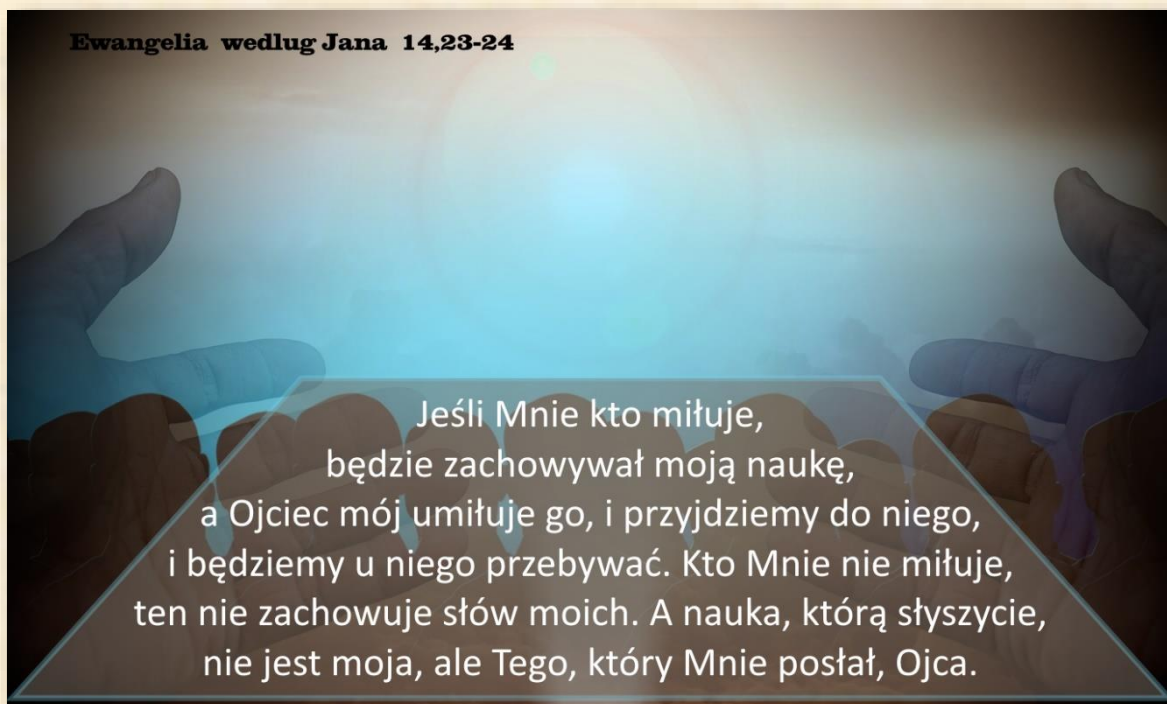 Ewangelia wedlug Jana 14,23-24
Jeśli Mnie kto miłuje,
będzie zachowywał moją naukę,
a Ojciec mój umiłuje go, i przyjdziemy do niego,
i będziemy u niego przebywać. Kto Mnie nie miłuje,
ten nie zachowuje słów moich. A nauka, którą słyszycie,
nie jest moja, ale Tego, który Mnie posłał, Ojca.